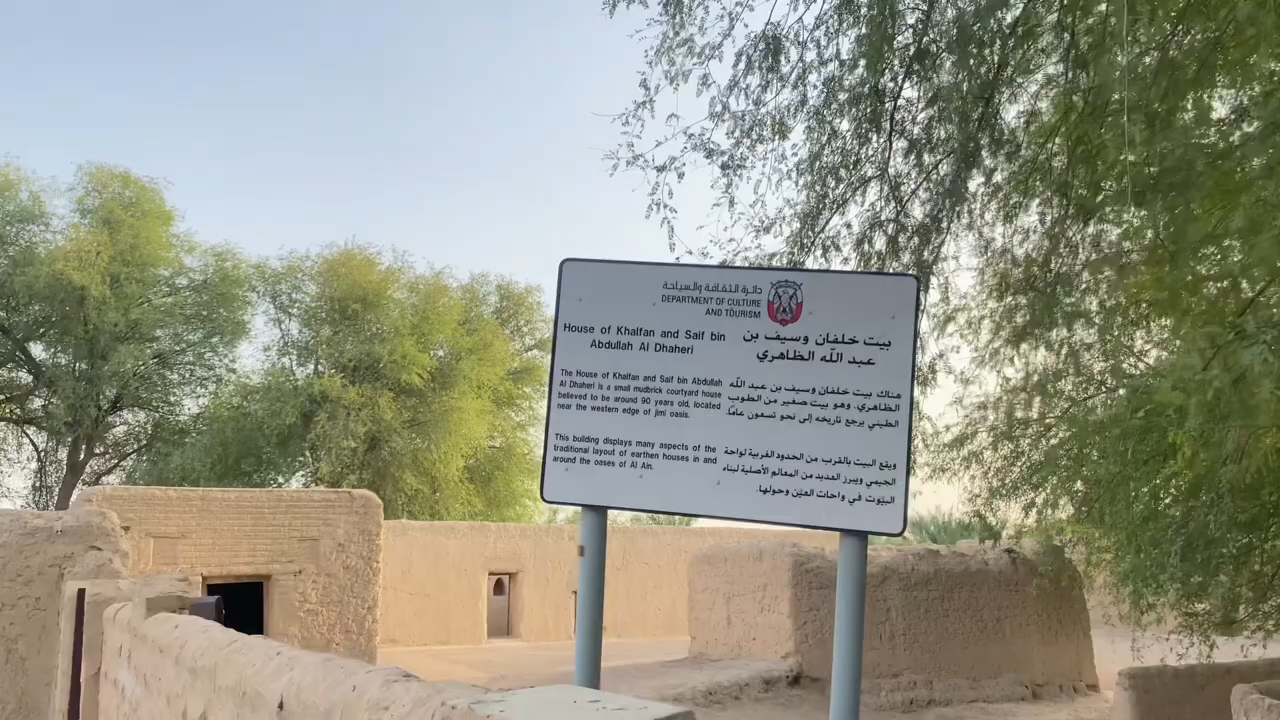 دائرة الثقافة والسياحة
DEPARTMENT OF CULTURE
AND TOURISM
House of Khalfan and Saif bin
Abdullah Al Dhaheri
The House of Khalfan and Saif bin Abdullah
Al Dhaheri is a small mudbrick courtyard house
believed to be around 90 years old, located
near the western edge of jimi oasis.
This building displays many aspects of the
traditional layout of earthen houses in and
around the oases of Al Ain.
بيت خلفان وسيف بن
عبد الله الظاهري
هناك بيت خلفان وسيف بن عبد الله
الظاهري. وهو بيت صغير من الطوب
الطيني يرجع تاريخه إلى نحو تسعون عاماً.
ويقع البيت بالقرب من الحدود الغربية لواحة
الجيمي ويبرز العديد من المعالم الأصلية لبناء
البيوت في واحات العين وحولها.